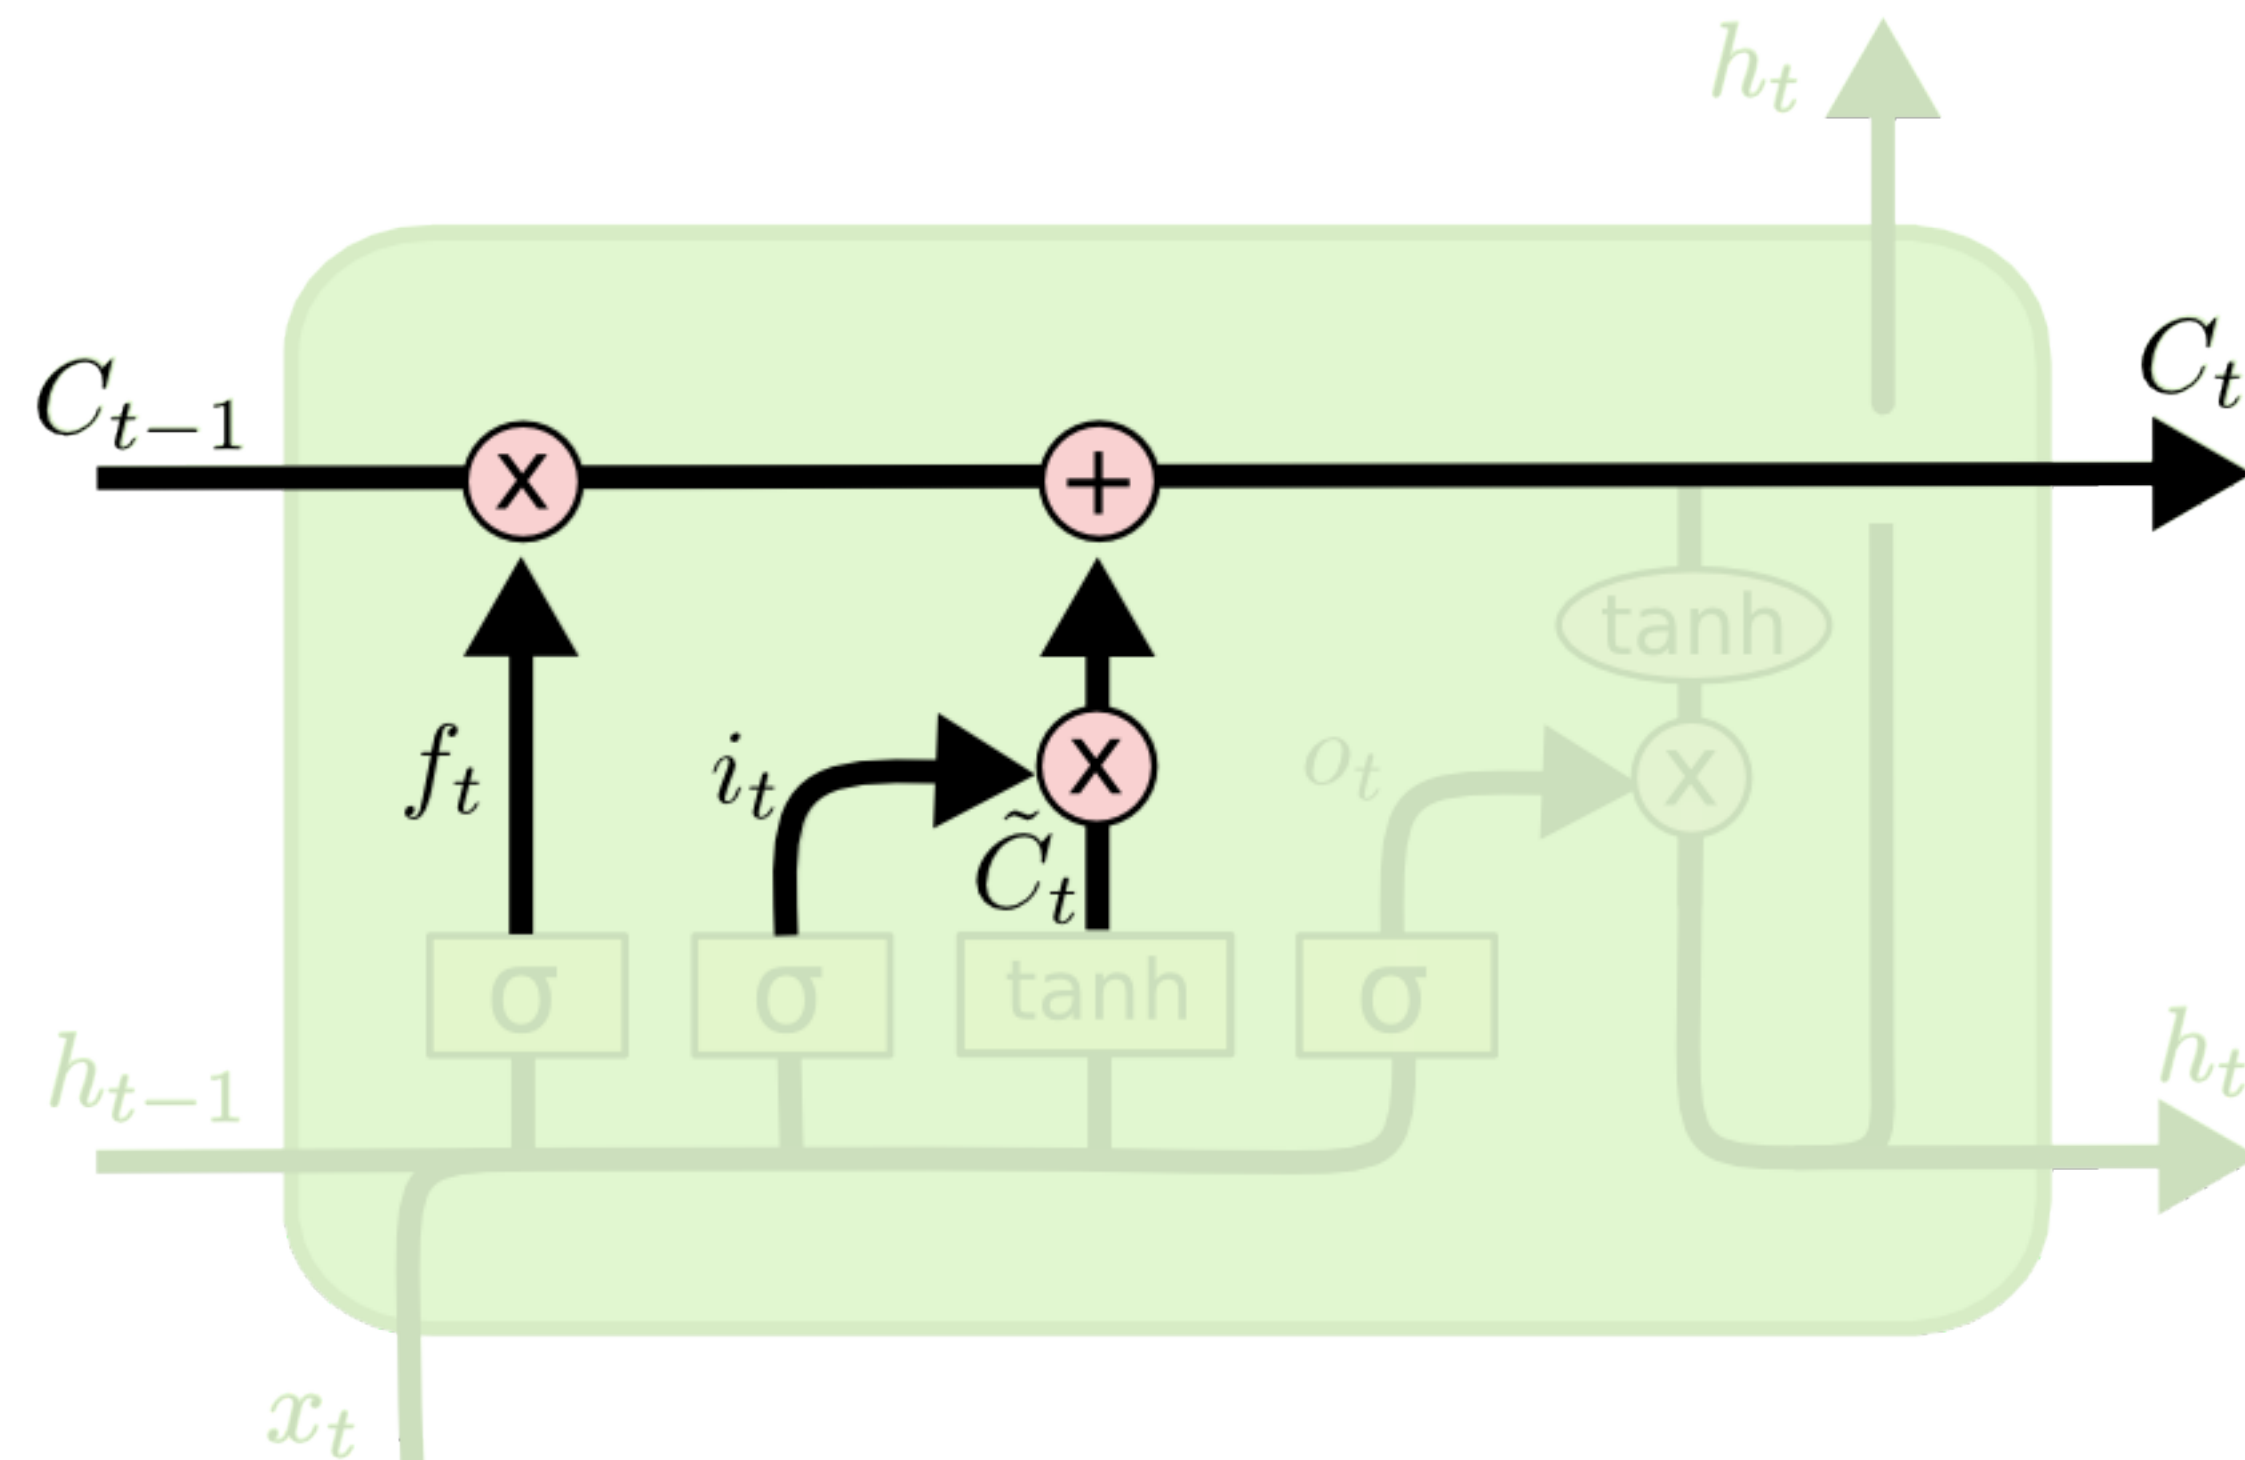 h_t
C_{t-1}
C_t
x
+
tanh
f_t
i_t
x
o_t
x
C̃_t
σ
σ
tanh
σ
h_{t-1}
h_t
x_t